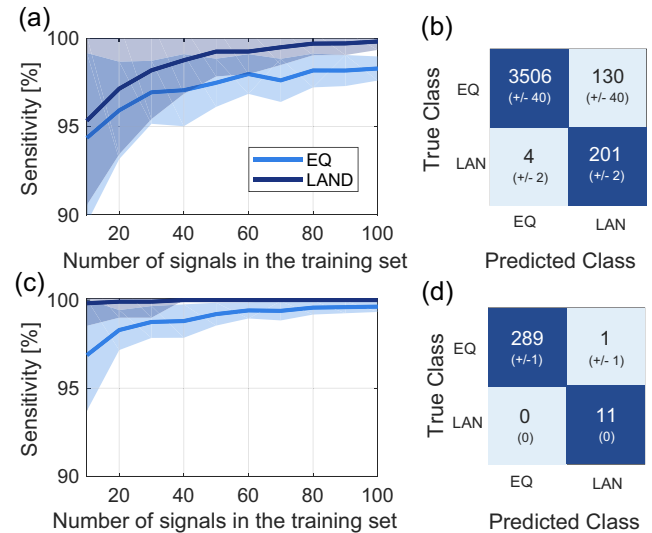 (a)
100
95
90
Sensitivity [%]
EQ
LAND
20 40 60 80 100
Number of signals in the training set
(b)
True Class
EQ
3506 130
(+/- 40) (+/- 40)
LAN
4 201
(+/- 2) (+/- 2)
EQ LAN
Predicted Class
(c)
100
95
90
Sensitivity [%]
20 40 60 80 100
Number of signals in the training set
(d)
True Class
EQ
289 1
(+/-1) (+/- 1)
LAN
0 11
(0) (0)
EQ LAN
Predicted Class